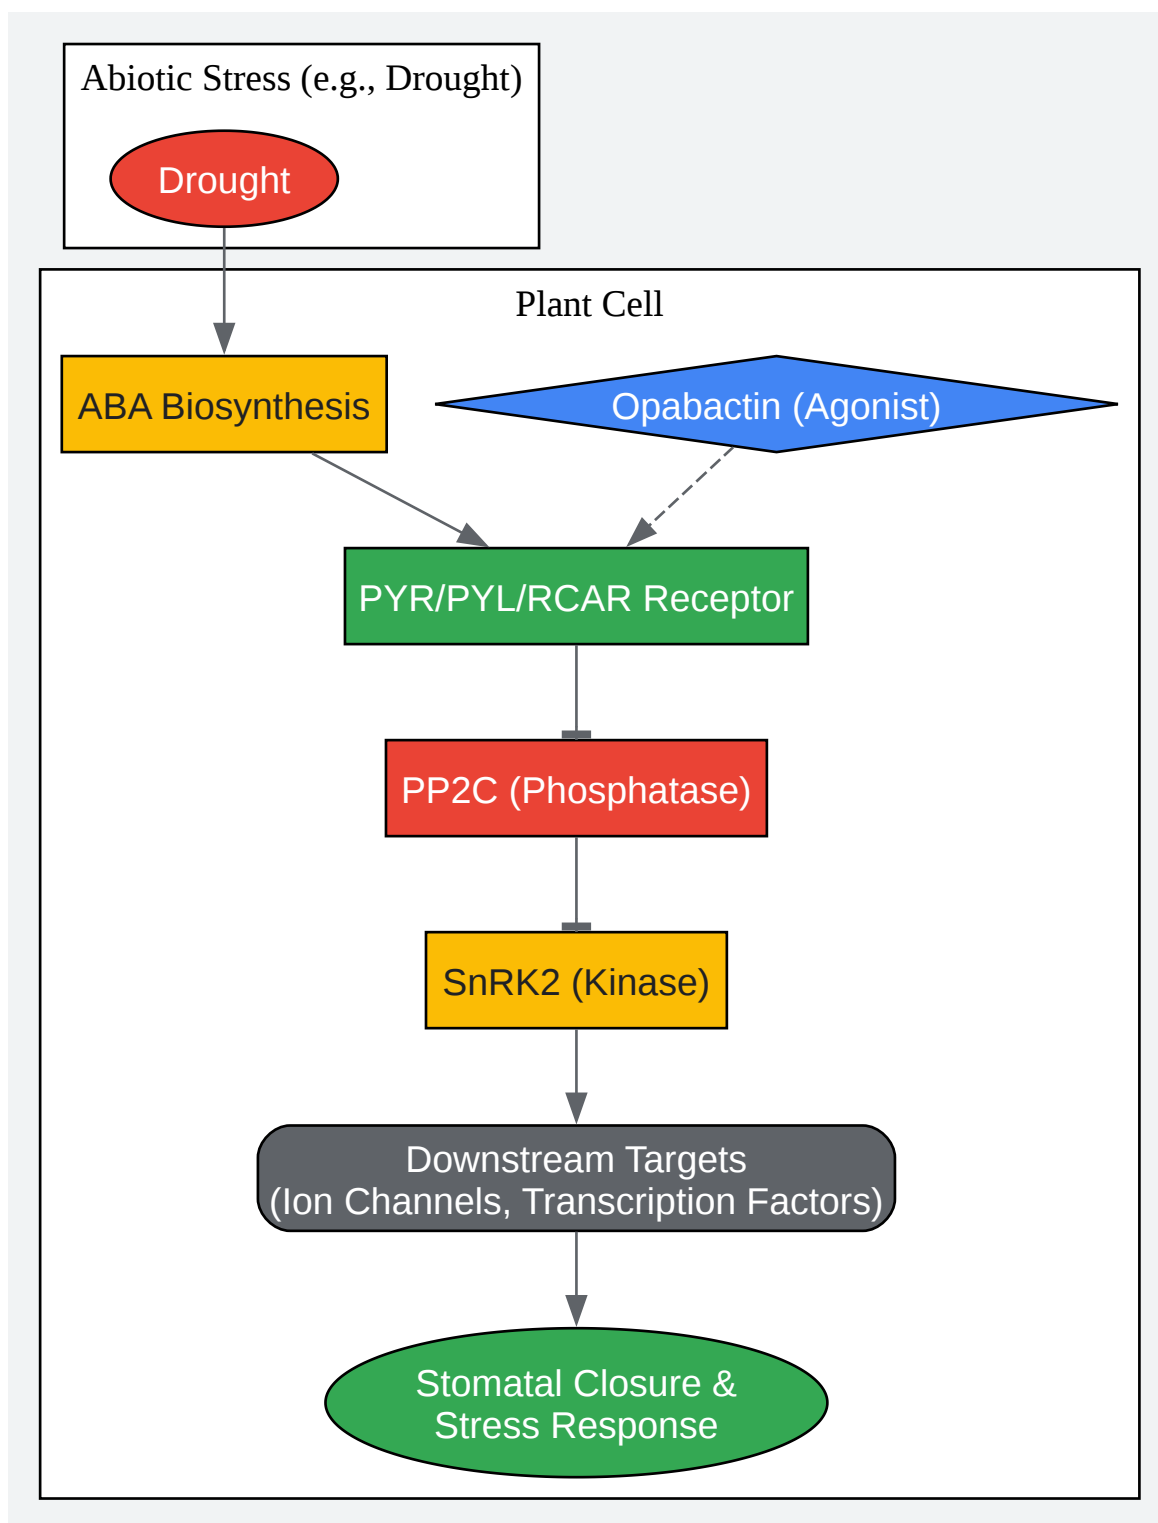 Abiotic Stress (e.g., Drought)
Drought
Plant Cell
ABA Biosynthesis
Opabactin (Agonist)
PYR/PYL/RCAR Receptor
PP2C (Phosphatase)
SnRK2 (Kinase)
Downstream Targets
(Ion Channels, Transcription Factors)
Stomatal Closure &
Stress Response